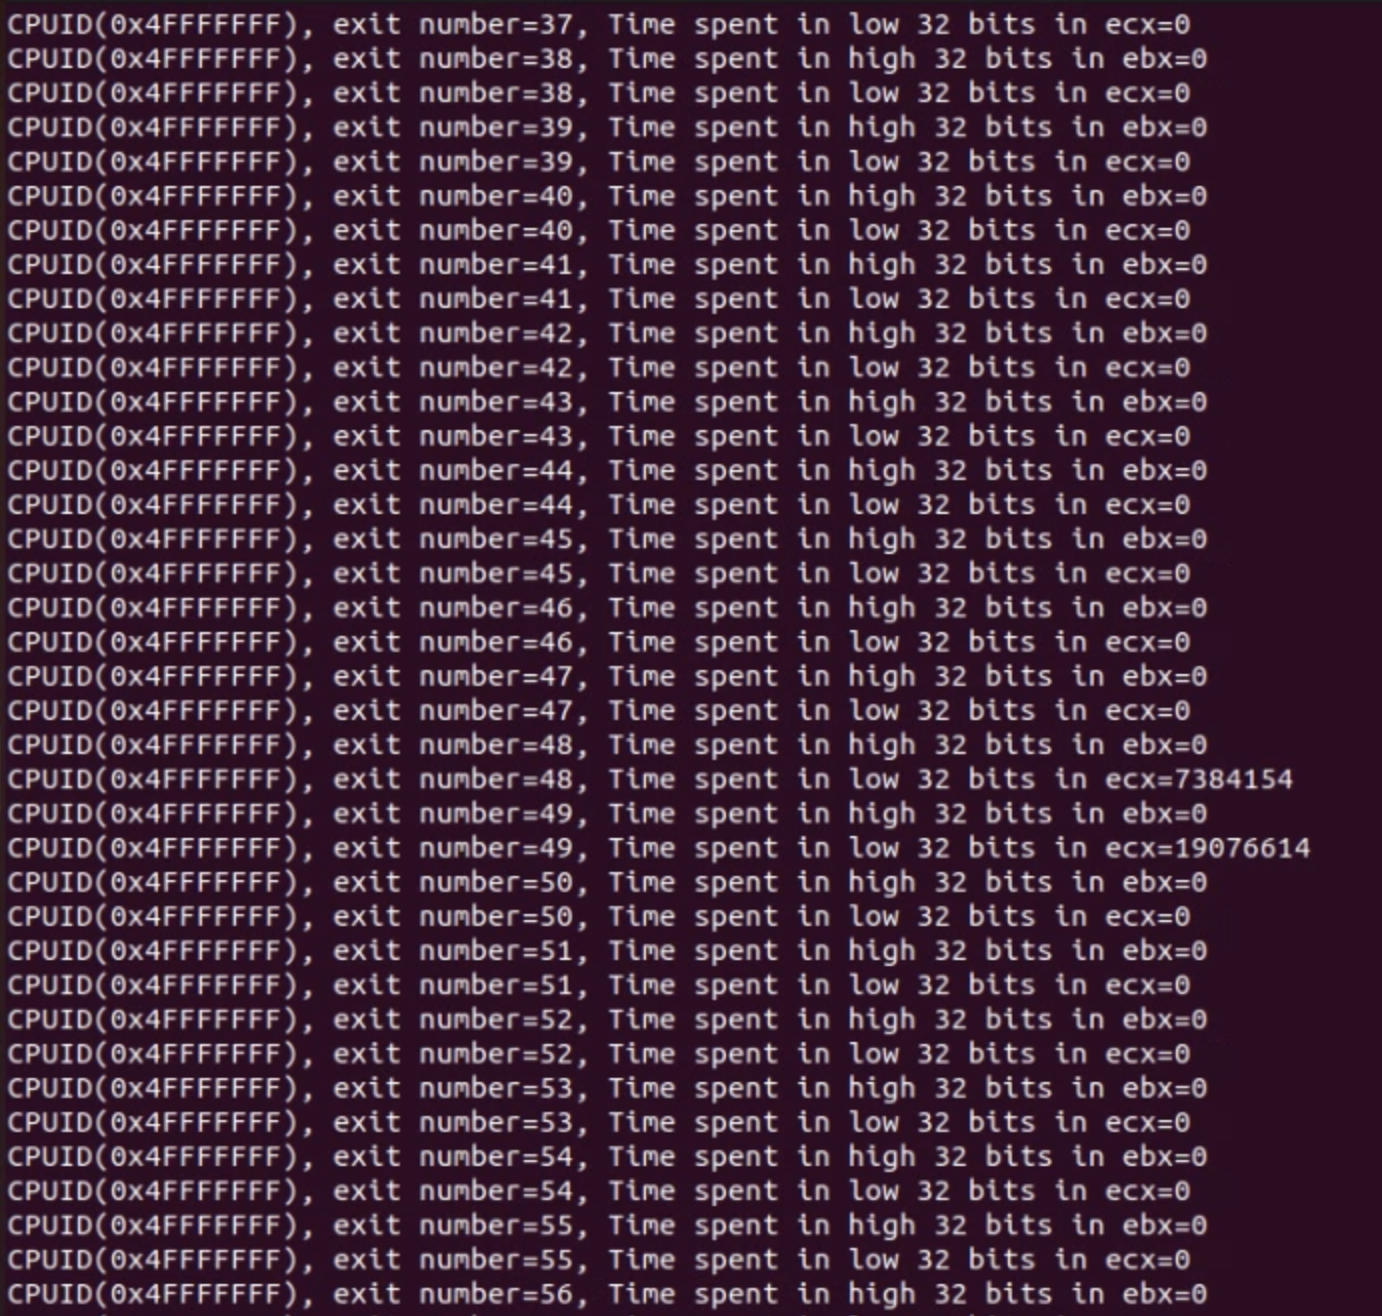 CPUID(0x4FFFFFFF), exit number=37, Time spent in low 32 bits in ecx=0
CPUID(0x4FFFFFFF), exit number=38, Time spent in high 32 bits in ebx=0
CPUID(0x4FFFFFFF), exit number=38, Time spent in low 32 bits in ecx=0
CPUID(0x4FFFFFFF), exit number=39, Time spent in high 32 bits in ebx=0
CPUID(0x4FFFFFFF), exit number=39, Time spent in low 32 bits in ecx=0
CPUID(0x4FFFFFFF), exit number=40, Time spent in high 32 bits in ebx=0
CPUID(0x4FFFFFFF), exit number=40, Time spent in low 32 bits in ecx=0
CPUID(0x4FFFFFFF), exit number=41, Time spent in high 32 bits in ebx=0
CPUID(0x4FFFFFFF), exit number=41, Time spent in low 32 bits in ecx=0
CPUID(0x4FFFFFFF), exit number=42, Time spent in high 32 bits in ebx=0
CPUID(0x4FFFFFFF), exit number=42, Time spent in low 32 bits in ecx=0
CPUID(0x4FFFFFFF), exit number=43, Time spent in high 32 bits in ebx=0
CPUID(0x4FFFFFFF), exit number=43, Time spent in low 32 bits in ecx=0
CPUID(0x4FFFFFFF), exit number=44, Time spent in high 32 bits in ebx=0
CPUID(0x4FFFFFFF), exit number=44, Time spent in low 32 bits in ecx=0
CPUID(0x4FFFFFFF), exit number=45, Time spent in high 32 bits in ebx=0
CPUID(0x4FFFFFFF), exit number=45, Time spent in low 32 bits in ecx=0
CPUID(0x4FFFFFFF), exit number=46, Time spent in high 32 bits in ebx=0
CPUID(0x4FFFFFFF), exit number=46, Time spent in low 32 bits in ecx=0
CPUID(0x4FFFFFFF), exit number=47, Time spent in high 32 bits in ebx=0
CPUID(0x4FFFFFFF), exit number=47, Time spent in low 32 bits in ecx=0
CPUID(0x4FFFFFFF), exit number=48, Time spent in high 32 bits in ebx=0
CPUID(0x4FFFFFFF), exit number=48, Time spent in low 32 bits in ecx=7384154
CPUID(0x4FFFFFFF), exit number=49, Time spent in high 32 bits in ebx=0
CPUID(0x4FFFFFFF), exit number=49, Time spent in low 32 bits in ecx=19076614
CPUID(0x4FFFFFFF), exit number=50, Time spent in high 32 bits in ebx=0
CPUID(0x4FFFFFFF), exit number=50, Time spent in low 32 bits in ecx=0
CPUID(0x4FFFFFFF), exit number=51, Time spent in high 32 bits in ebx=0
CPUID(0x4FFFFFFF), exit number=51, Time spent in low 32 bits in ecx=0
CPUID(0x4FFFFFFF), exit number=52, Time spent in high 32 bits in ebx=0
CPUID(0x4FFFFFFF), exit number=52, Time spent in low 32 bits in ecx=0
CPUID(0x4FFFFFFF), exit number=53, Time spent in high 32 bits in ebx=0
CPUID(0x4FFFFFFF), exit number=53, Time spent in low 32 bits in ecx=0
CPUID(0x4FFFFFFF), exit number=54, Time spent in high 32 bits in ebx=0
CPUID(0x4FFFFFFF), exit number=54, Time spent in low 32 bits in ecx=0
CPUID(0x4FFFFFFF), exit number=55, Time spent in high 32 bits in ebx=0
CPUID(0x4FFFFFFF), exit number=55, Time spent in low 32 bits in ecx=0
CPUID(0x4FFFFFFF), exit number=56, Time spent in high 32 bits in ebx=0